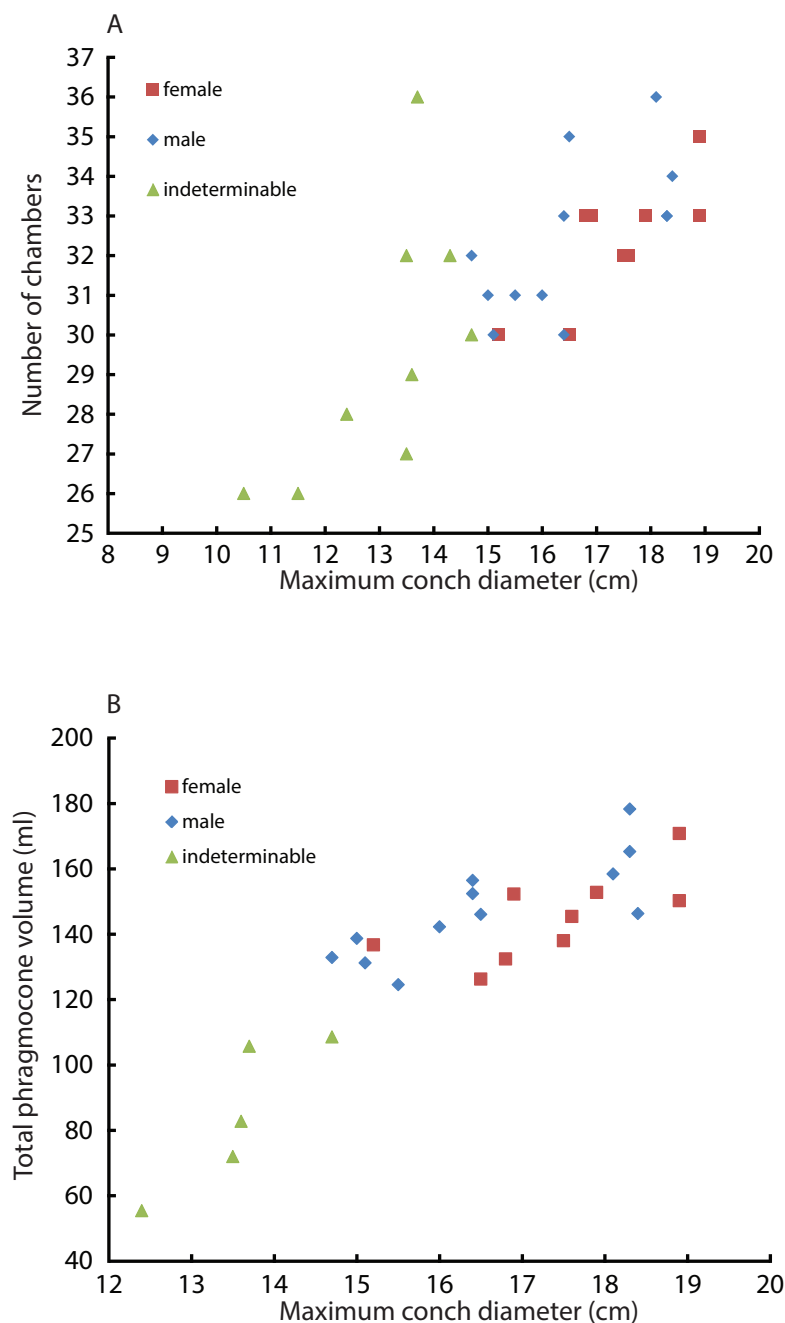 A
37
36
35
34
33
32
31
30
29
28
27
26
25
Number of chambers
female
male
indeterminable
8 9 10 11 12 13 14 15 16 17 18 19 20
Maximum conch diameter (cm)
B
200
180
160
140
120
100
80
60
40
Total phragmocone volume (ml)
female
male
indeterminable
12 13 14 15 16 17 18 19 20
Maximum conch diameter (cm)